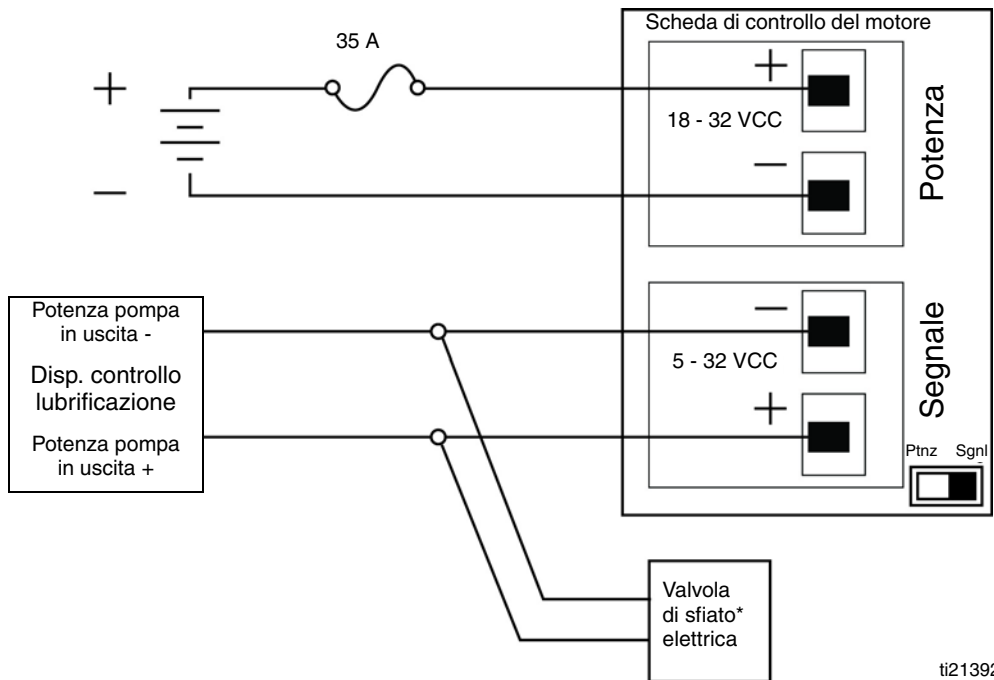 Scheda di controllo del motore
35 A
+
+
18 - 32 VCC
Potenza
—
—
Potenza pompa
in uscita -
Disp. controllo
lubrificazione
Potenza pompa
in uscita +
—
5 - 32 VCC
Segnale
+
Ptnz Sgnl
Valvola
di sfiato*
elettrica
ti21392